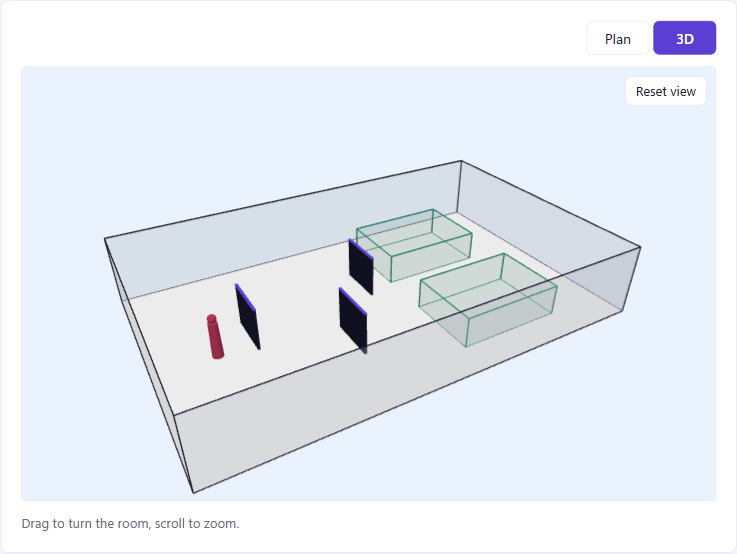 Plan
3D
Reset view
Drag to turn the room, scroll to zoom.